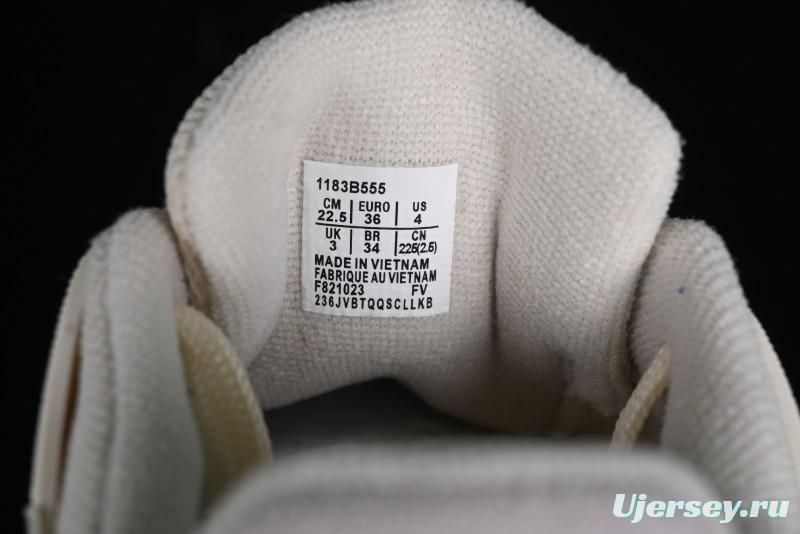 1183B555
CM EURO US
22.5 36 4
UK BR CN
3 34 225(2.5)
MADE IN VIETNAM
FABRIQUE AU VIETNAM
F821023 FV
236JVBTQQSCLLKB
Ujersey.ru